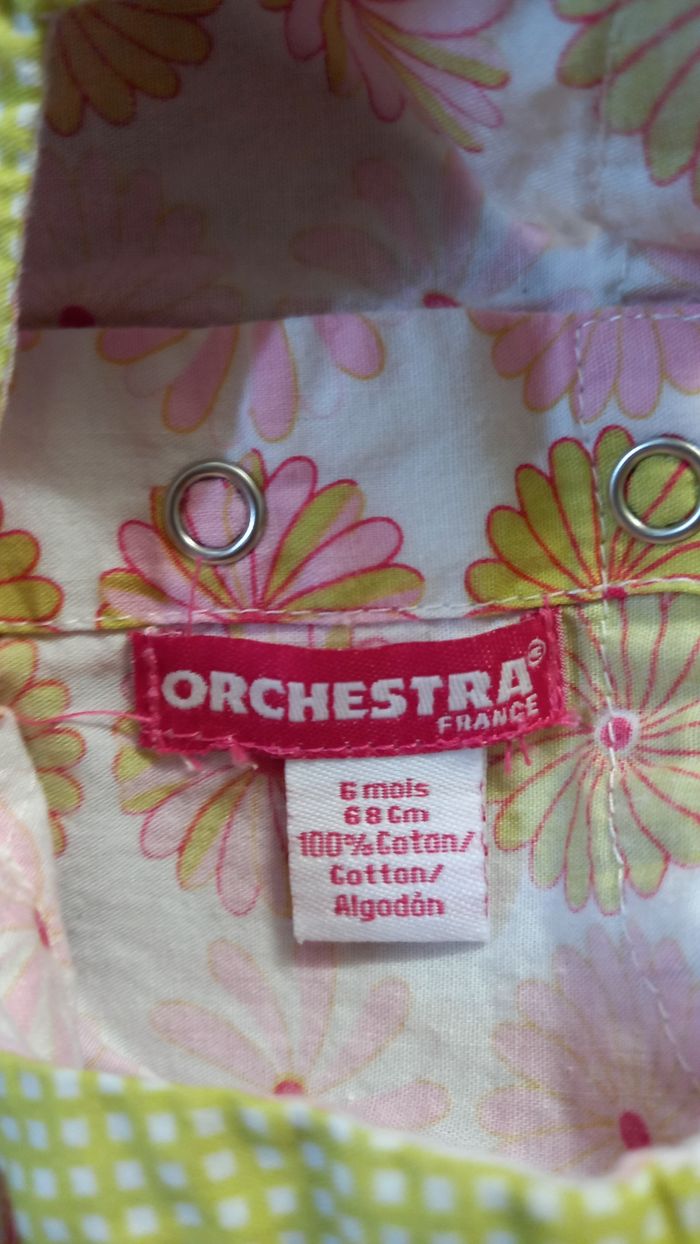 ORCHESTRA®
FRANCE
6 mois
68 Cm
100% Coton/
Cotton/
Algodón